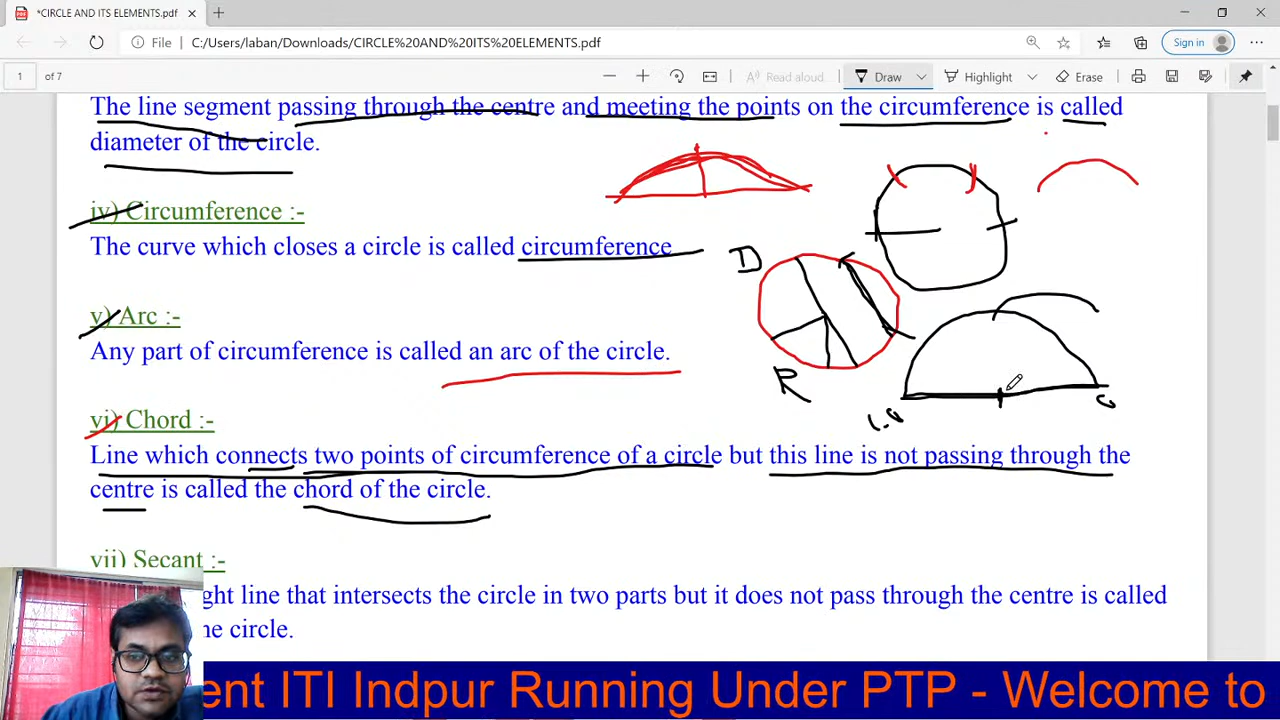 *CIRCLE AND ITS ELEMENTS.pdf
File
C:/Users/laban/Downloads/CIRCLE%20AND%20ITS%20ELEMENTS.pdf
Sign in
1 of 7
Read aloud
Draw
Highlight
Erase
The line segment passing through the centre and meeting the points on the circumference is called
diameter of the circle.
iv) Circumference :-
The curve which closes a circle is called circumference
D
v) Arc :-
Any part of circumference is called an arc of the circle.
R
vi) Chord :-
Line which connects two points of circumference of a circle but this line is not passing through the
centre is called the chord of the circle.
vii) Secant :-
line that intersects the circle in two parts but it does not pass through the centre is called
circle.
ITI Indpur Running Under PTP - Welcome to